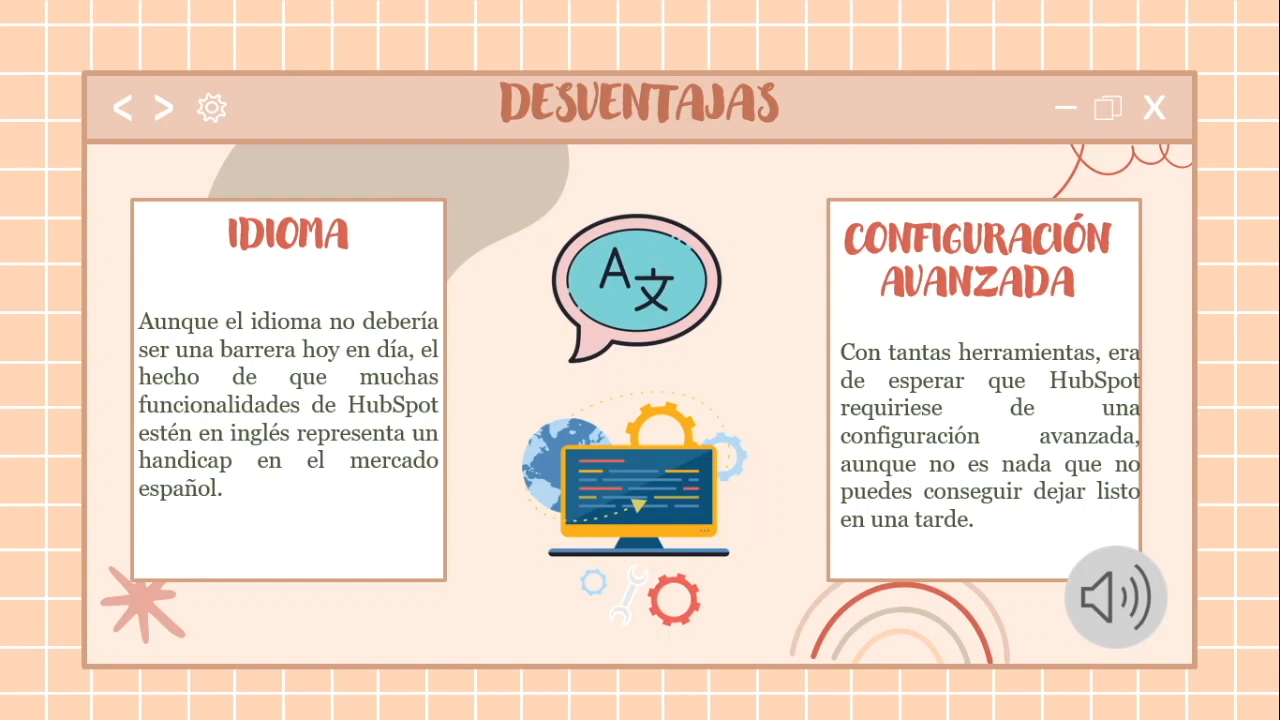 DESVENTAJAS
IDIOMA
Aunque el idioma no debería
ser una barrera hoy en día, el
hecho de que muchas
funcionalidades de HubSpot
estén en inglés representa un
handicap en el mercado
español.
A文
CONFIGURACIÓN
AVANZADA
Con tantas herramientas, era
de esperar que HubSpot
requiriese de una
configuración avanzada,
aunque no es nada que no
puedes conseguir dejar listo
en una tarde.